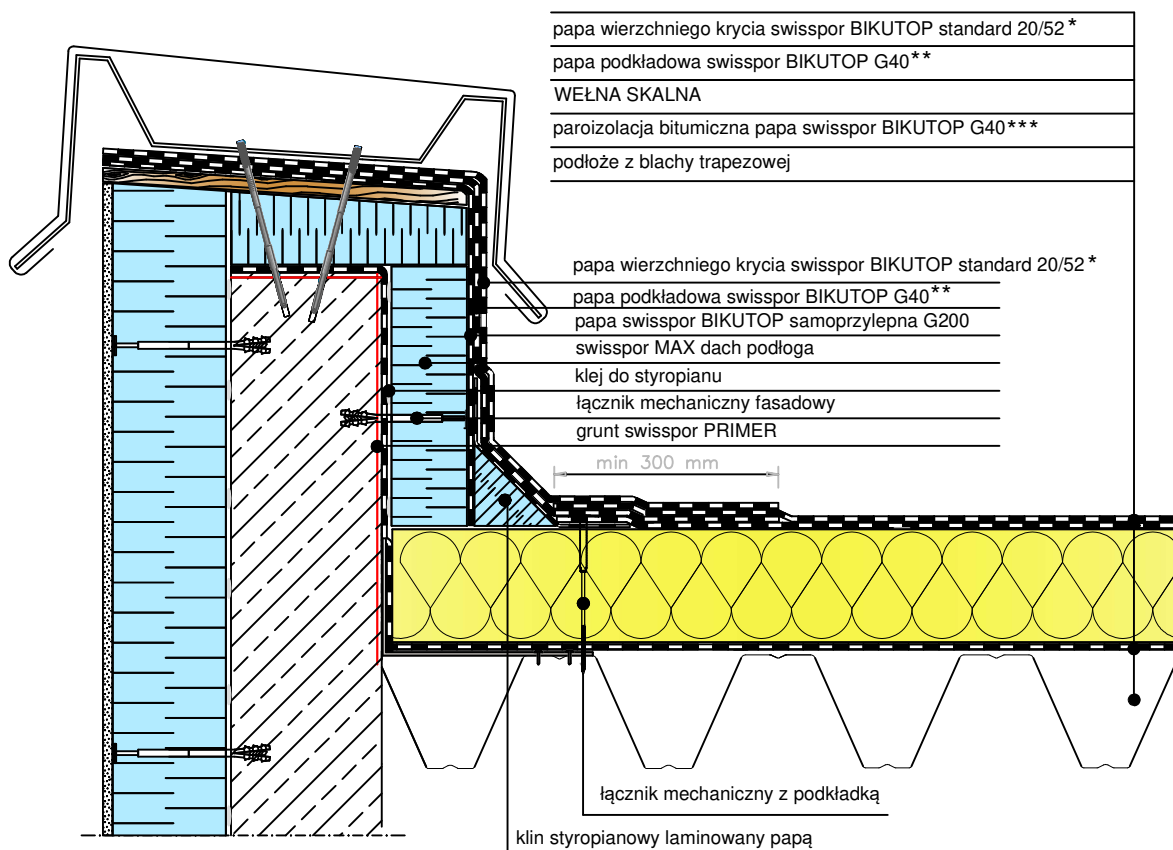 papa wierzchniego krycia swisspor BIKUTOP standard 20/52*
papa podkładowa swisspor BIKUTOP G40**
WEŁNA SKALNA
paroizolacja bitumiczna papa swisspor BIKUTOP G40***
podłoże z blachy trapezowej
papa wierzchniego krycia swisspor BIKUTOP standard 20/52*
papa podkładowa swisspor BIKUTOP G40**
papa swisspor BIKUTOP samoprzylepna G200
swisspor MAX dach podłoga
klej do styropianu
łącznik mechaniczny fasadowy
grunt swisspor PRIMER
min 300 mm
łącznik mechaniczny z podkładką
klin styropianowy laminowany papą